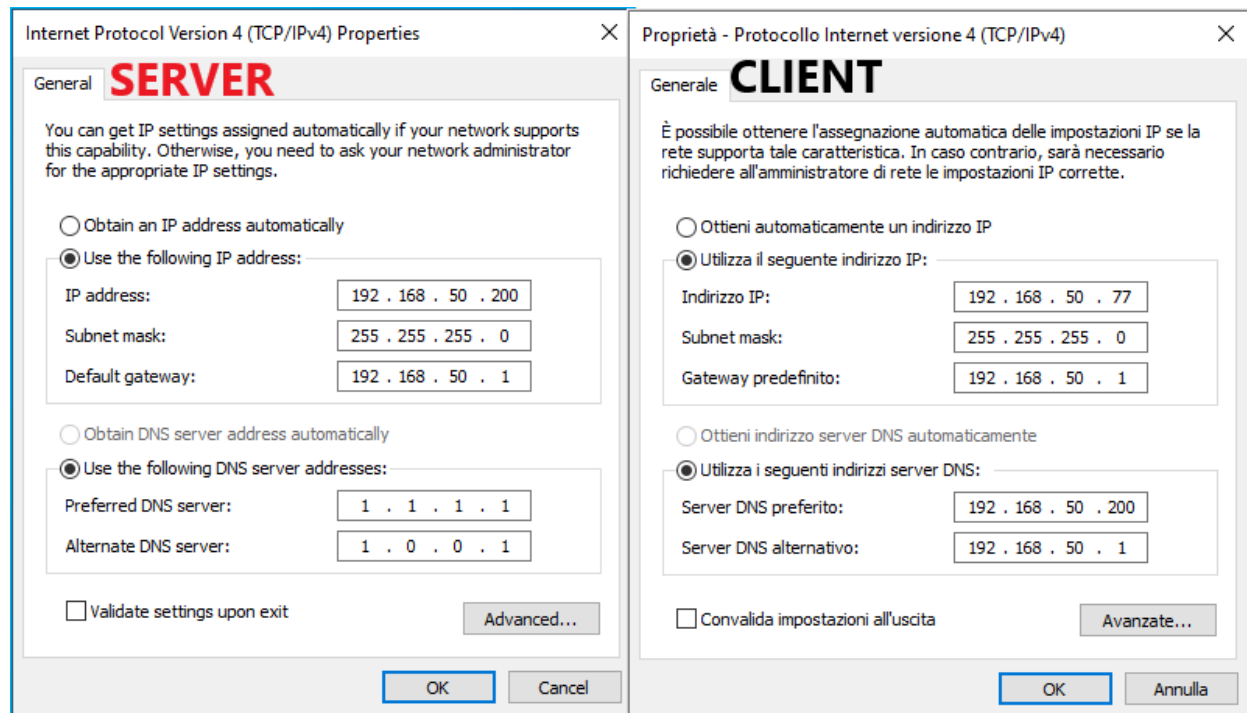 Internet Protocol Version 4 (TCP/IPv4) Properties
General
SERVER
You can get IP settings assigned automatically if your network supports
this capability. Otherwise, you need to ask your network administrator
for the appropriate IP settings.
Obtain an IP address automatically
Use the following IP address:
IP address: 192 . 168 . 50 . 200
Subnet mask: 255 . 255 . 255 . 0
Default gateway: 192 . 168 . 50 . 1
Obtain DNS server address automatically
Use the following DNS server addresses:
Preferred DNS server: 1 . 1 . 1 . 1
Alternate DNS server: 1 . 0 . 0 . 1
Validate settings upon exit
Advanced...
OK
Cancel
Proprietà - Protocollo Internet versione 4 (TCP/IPv4)
Generale
CLIENT
È possibile ottenere l'assegnazione automatica delle impostazioni IP se la
rete supporta tale caratteristica. In caso contrario, sarà necessario
richiedere all'amministratore di rete le impostazioni IP corrette.
Ottieni automaticamente un indirizzo IP
Utilizza il seguente indirizzo IP:
Indirizzo IP: 192 . 168 . 50 . 77
Subnet mask: 255 . 255 . 255 . 0
Gateway predefinito: 192 . 168 . 50 . 1
Ottieni indirizzo server DNS automaticamente
Utilizza i seguenti indirizzi server DNS:
Server DNS preferito: 192 . 168 . 50 . 200
Server DNS alternativo: 192 . 168 . 50 . 1
Convalida impostazioni all'uscita
Avanzate...
OK
Annulla